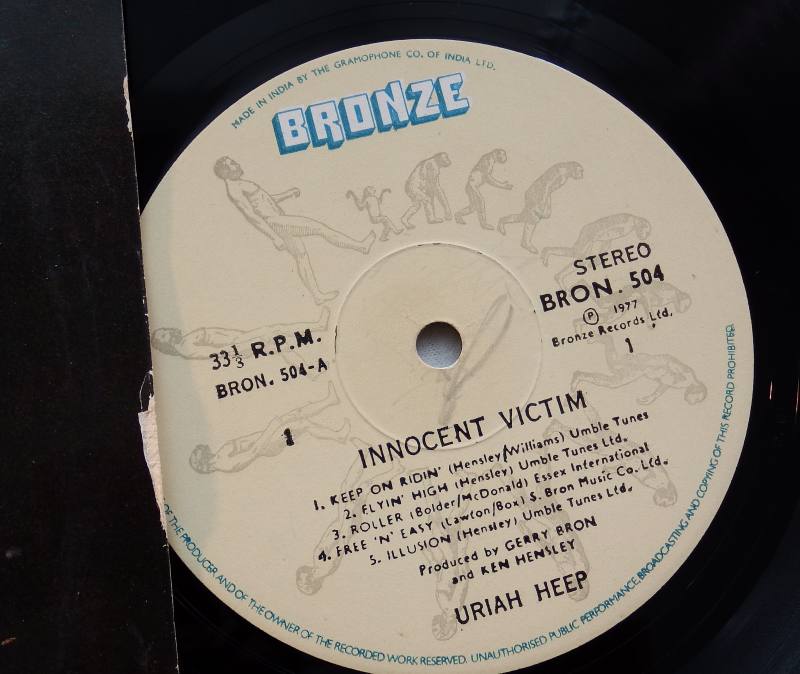 MADE IN INDIA BY THE GRAMOPHONE CO. OF INDIA LTD.
BRONZE
STEREO
BRON. 504
Ⓟ 1977
Bronze Records Ltd.
1
33⅓ R.P.M.
BRON. 504-A
1
INNOCENT VICTIM
1. KEEP ON RIDIN' (Hensley/Williams) Umble Tunes
2. FLYIN' HIGH (Hensley) Umble Tunes Ltd.
3. ROLLER (Bolder/McDonald) Essex International
4. FREE 'N' EASY (Lawton/Box) S. Bron Music Co. Ltd.
5. ILLUSION (Hensley) Umble Tunes Ltd.
Produced by GERRY BRON
and KEN HENSLEY
URIAH HEEP
OF THE PRODUCER AND OF THE OWNER OF THE RECORDED WORK RESERVED. UNAUTHORISED PUBLIC PERFORMANCE, BROADCASTING AND COPYING OF THIS RECORD PROHIBITED